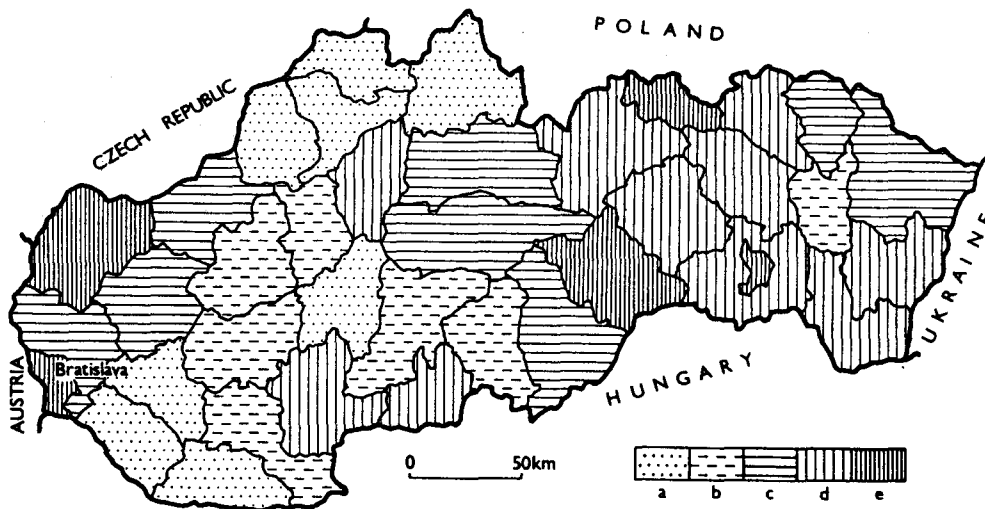 POLAND
CZECH REPUBLIC
UKRAINE
Bratislava
AUSTRIA
HUNGARY
0 50km
a b c d e